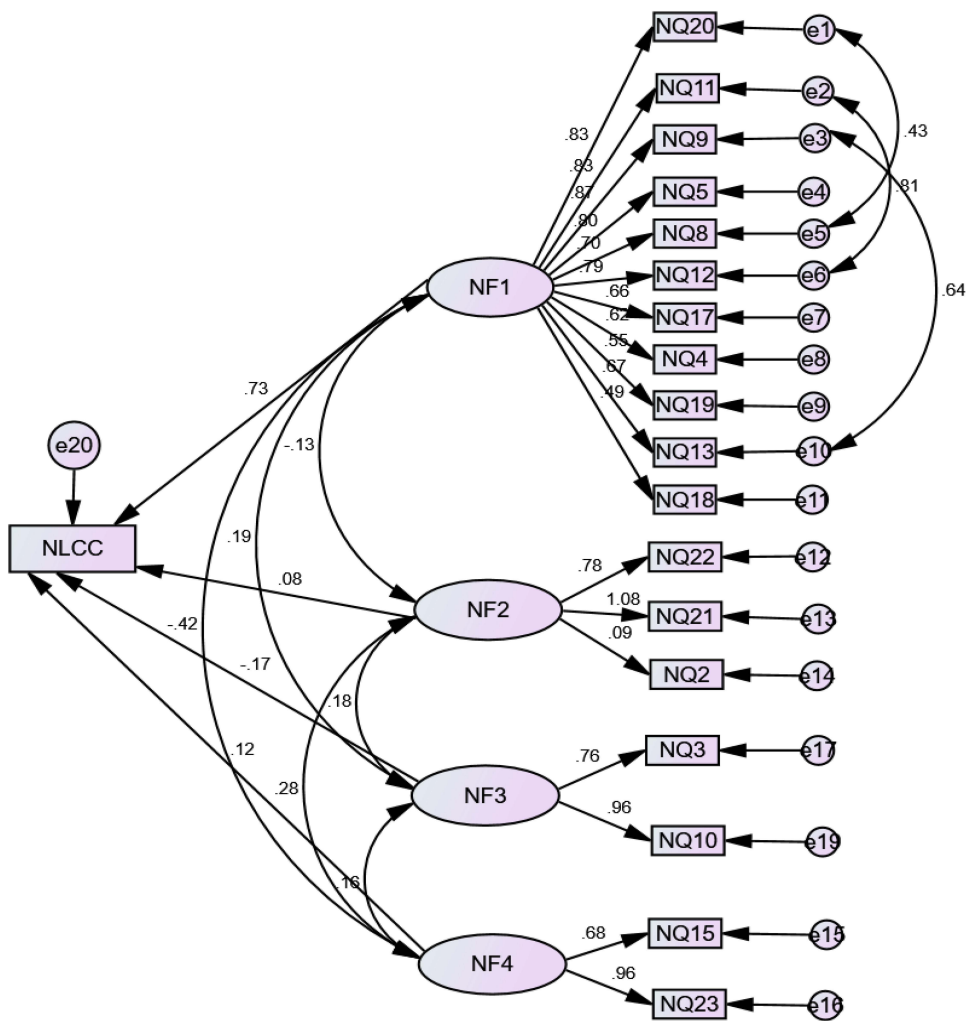 NQ20
e1
NQ11
e2
.43
.83
NQ9
e3
.83
.81
.87
NQ5
e4
.80
NQ8
e5
.70
.79
NQ12
e6
NF1
.66
.64
NQ17
e7
.62
.55
NQ4
e8
.67
.73
.49
NQ19
e9
e20
-.13
NQ13
e10
NQ18
e11
NLCC
.19
NQ22
e12
.78
.08
NF2
1.08
NQ21
e13
-.42
.09
-.17
NQ2
e14
.18
.12
.76
NQ3
e17
.28
NF3
.96
NQ10
e19
.16
.68
NQ15
e15
NF4
.96
NQ23
e16